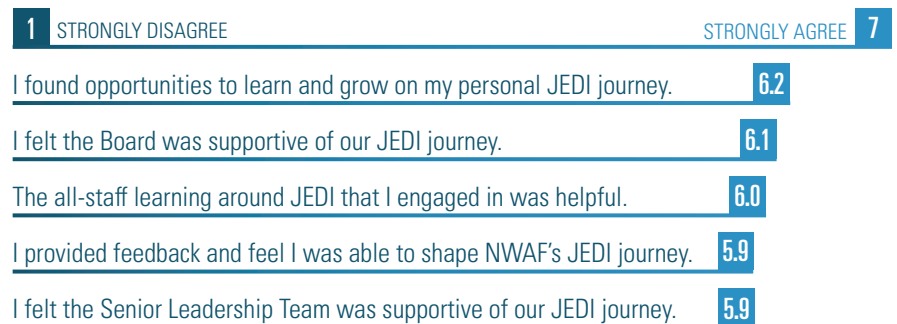 1 STRONGLY DISAGREE STRONGLY AGREE 7
I found opportunities to learn and grow on my personal JEDI journey. 6.2
I felt the Board was supportive of our JEDI journey. 6.1
The all-staff learning around JEDI that I engaged in was helpful. 6.0
I provided feedback and feel I was able to shape NWAF’s JEDI journey. 5.9
I felt the Senior Leadership Team was supportive of our JEDI journey. 5.9